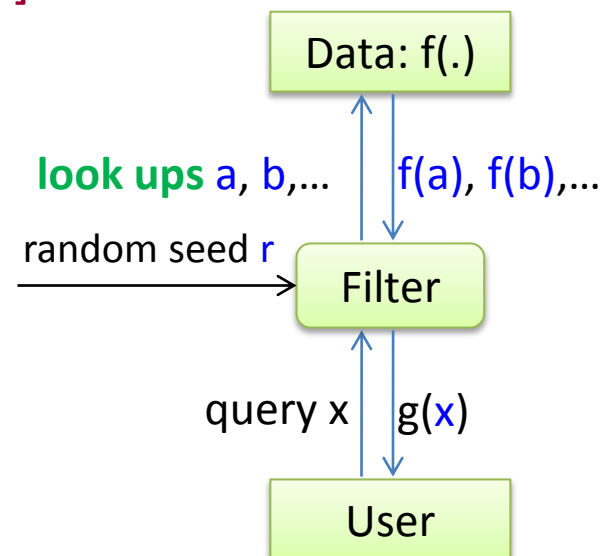 ]
Data: f(.)
look ups a, b,… f(a), f(b),…
random seed r
Filter
query x g(x)
User